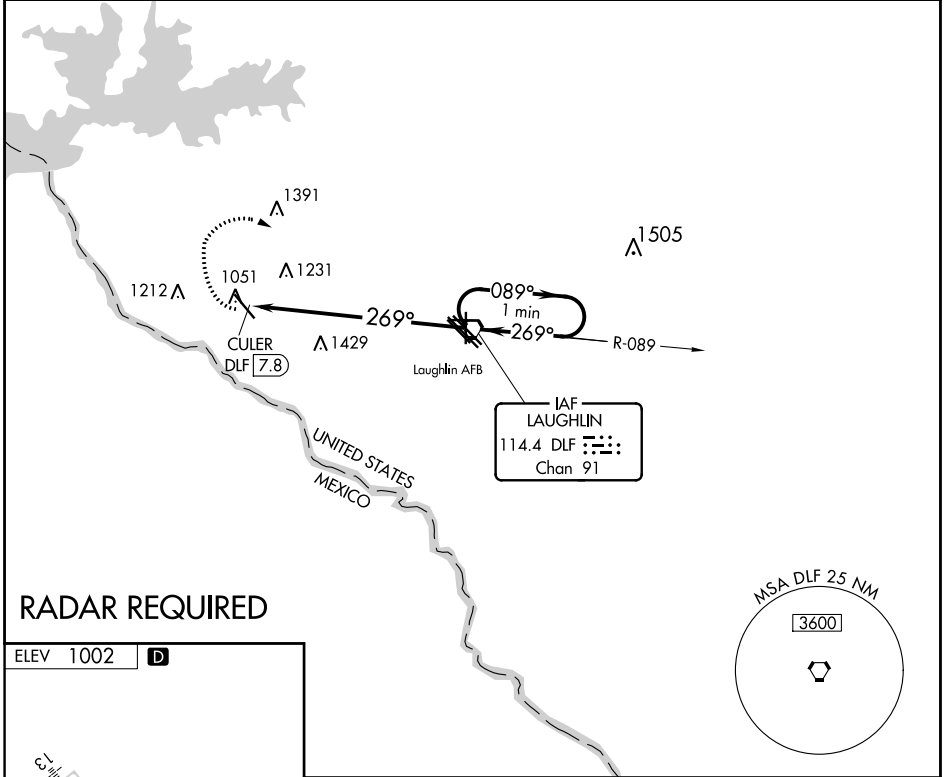 1391
1505
1231
1051
1212
089°
1 min
269°
269°
R-089
CULER
DLF 7.8
1429
Laughlin AFB
IAF
LAUGHLIN
114.4 DLF
Chan 91
UNITED STATES
MEXICO
RADAR REQUIRED
MSA DLF 25 NM
3600
ELEV 1002 D
13